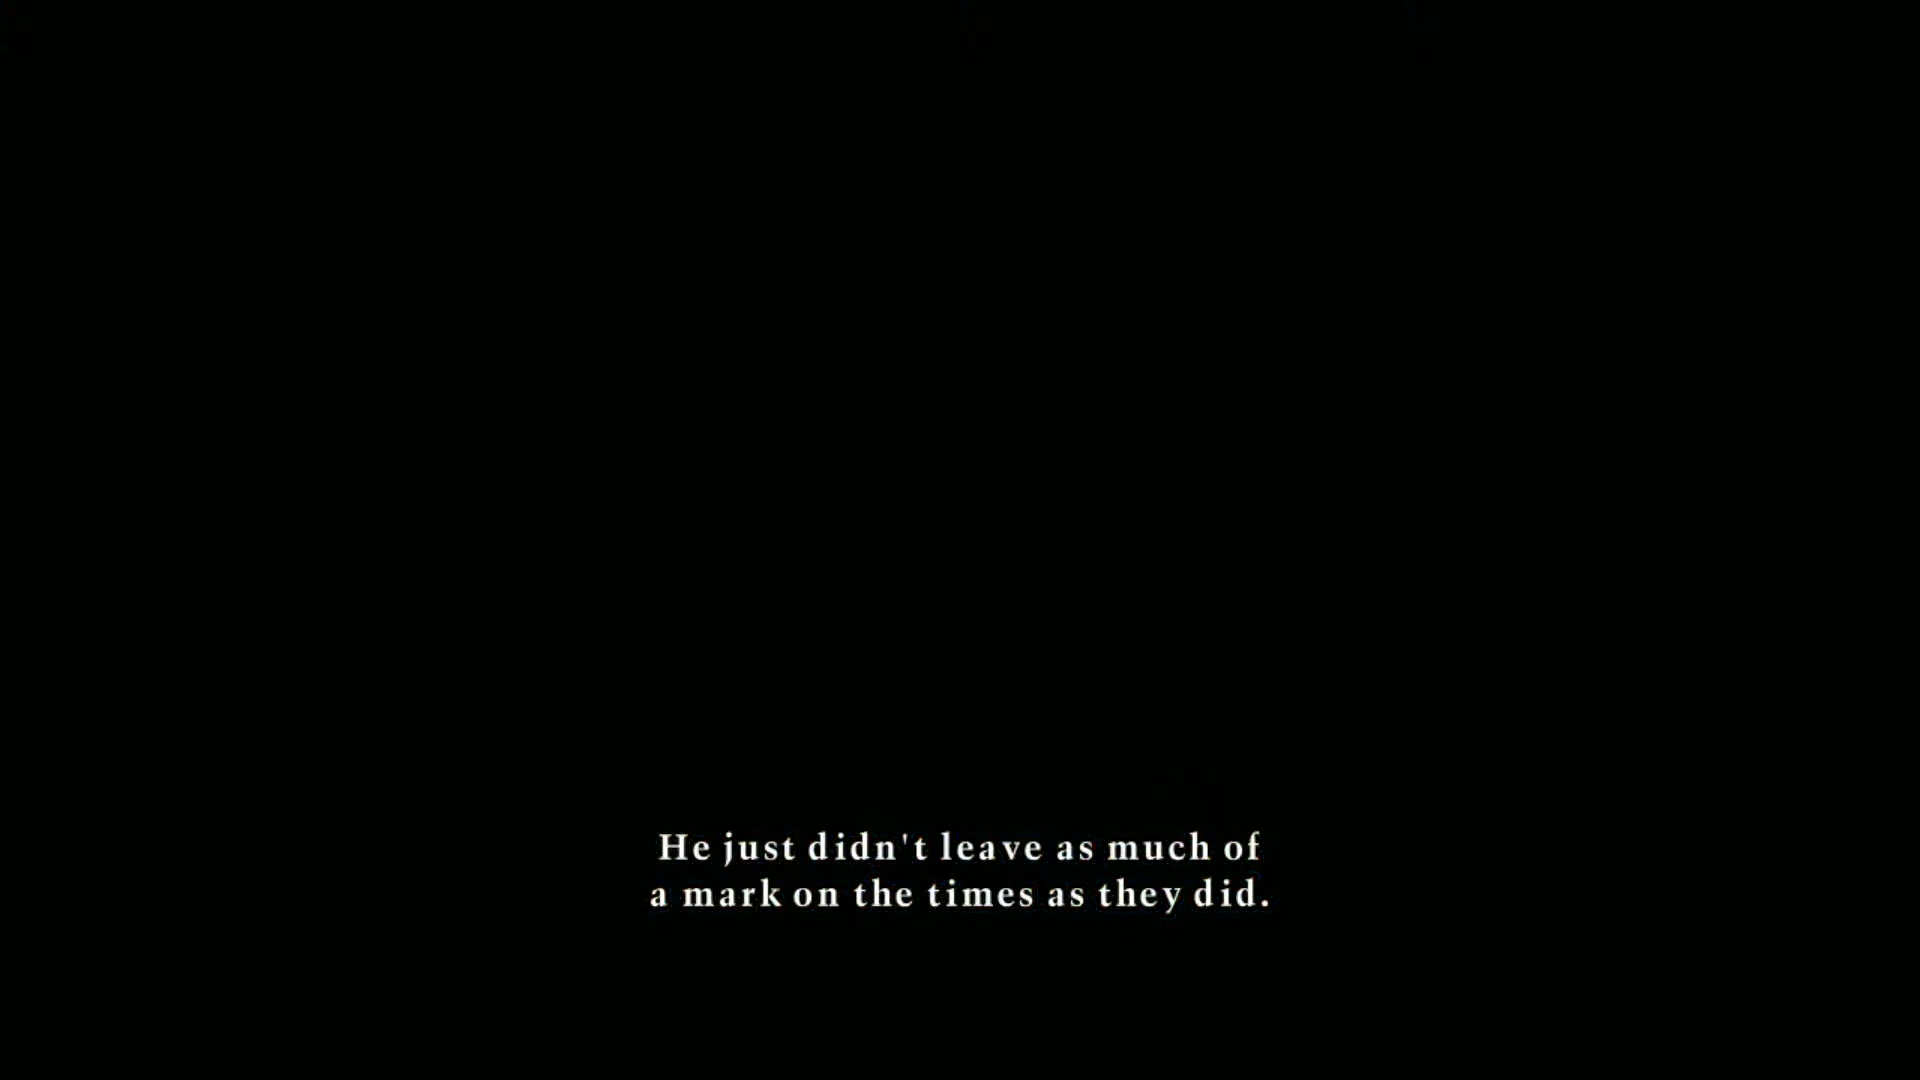 He just didn't leave as much of
a mark on the times as they did.